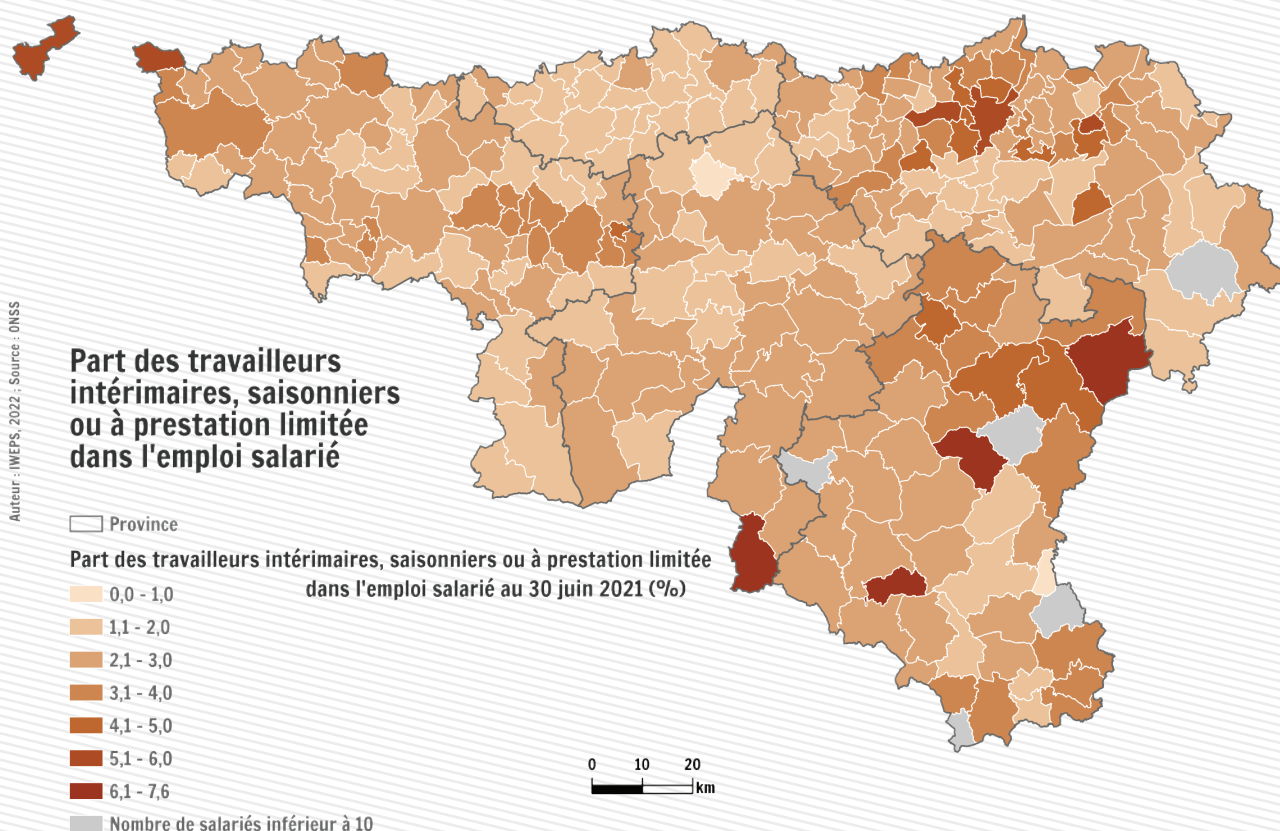 Part des travailleurs
intérimaires, saisonniers
ou à prestation limitée
dans l'emploi salarié
Auteur : IWEPS, 2022 ; Source : ONSS
Province
Part des travailleurs intérimaires, saisonniers ou à prestation limitée
dans l'emploi salarié au 30 juin 2021 (%)
0,0 - 1,0
1,1 - 2,0
2,1 - 3,0
3,1 - 4,0
4,1 - 5,0
5,1 - 6,0
6,1 - 7,6
Nombre de salariés inférieur à 10
0 10 20
km